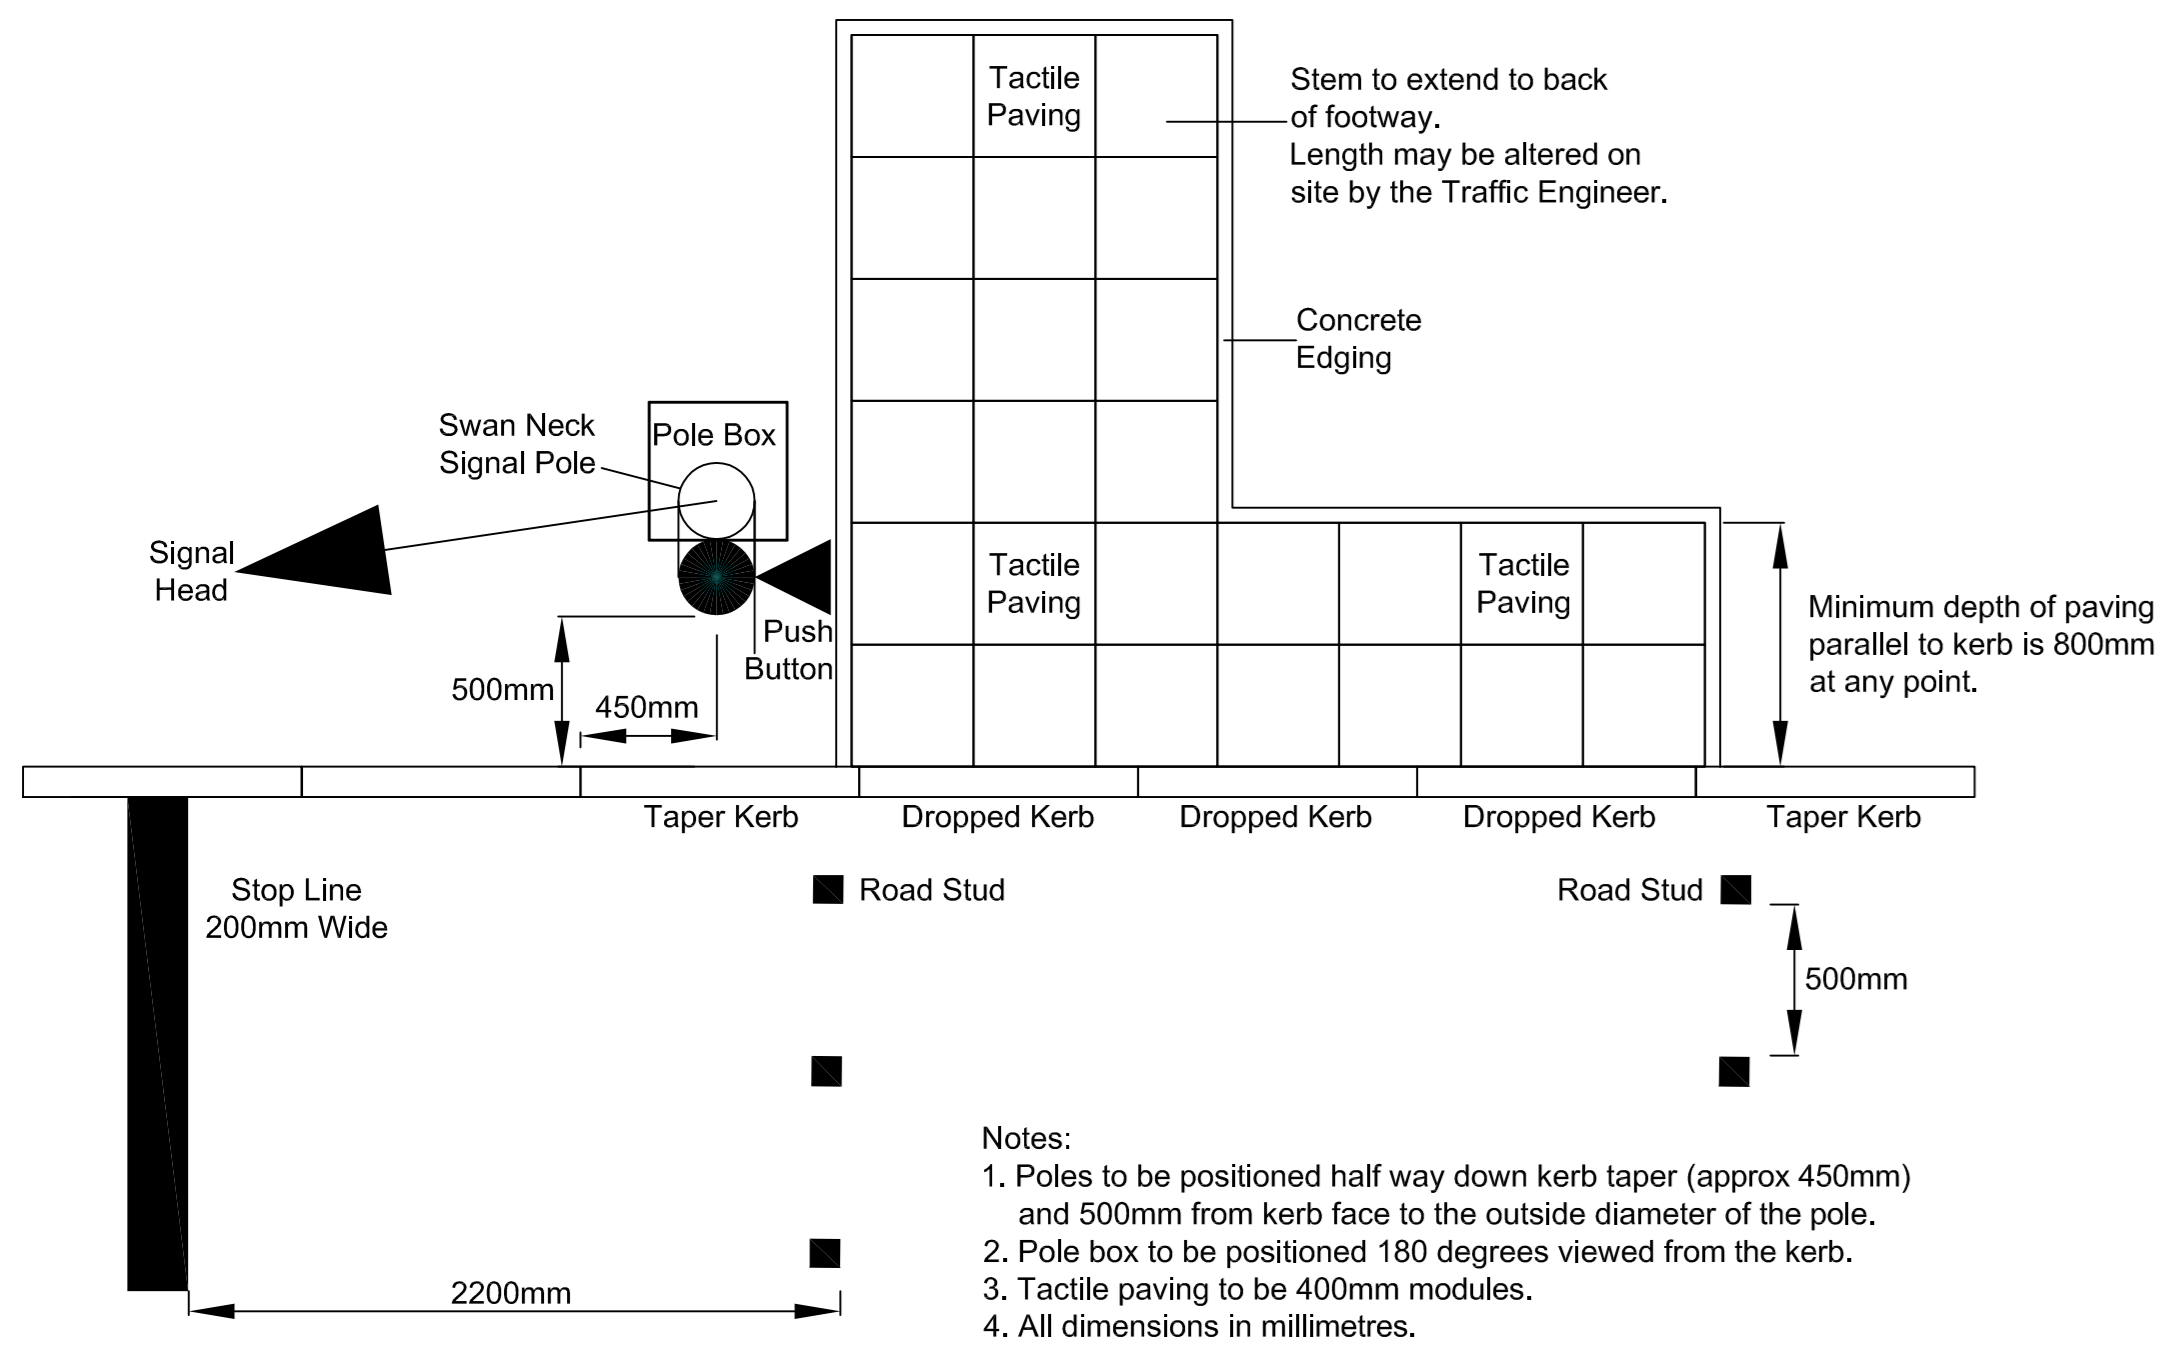 Tactile
Paving
Stem to extend to back
of footway.
Length may be altered on
site by the Traffic Engineer.
Concrete
Edging
Swan Neck
Signal Pole
Pole Box
Signal
Head
Push
Button
Tactile
Paving
Tactile
Paving
Minimum depth of paving
parallel to kerb is 800mm
at any point.
500mm
450mm
Taper Kerb
Dropped Kerb
Dropped Kerb
Dropped Kerb
Taper Kerb
Stop Line
200mm Wide
Road Stud
Road Stud
500mm
2200mm
Notes:
1. Poles to be positioned half way down kerb taper (approx 450mm)
and 500mm from kerb face to the outside diameter of the pole.
2. Pole box to be positioned 180 degrees viewed from the kerb.
3. Tactile paving to be 400mm modules.
4. All dimensions in millimetres.